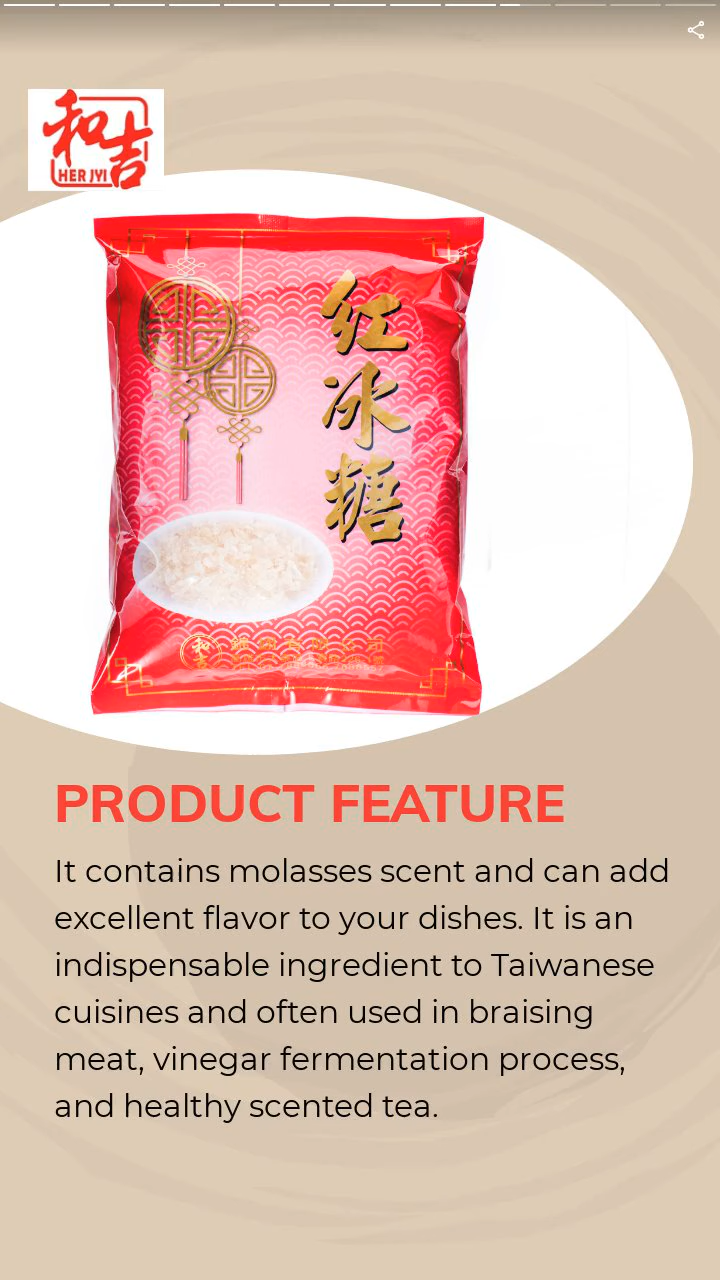 和吉
HER JYI
红
冰
糖
和吉
PRODUCT FEATURE
It contains molasses scent and can add
excellent flavor to your dishes. It is an
indispensable ingredient to Taiwanese
cuisines and often used in braising
meat, vinegar fermentation process,
and healthy scented tea.